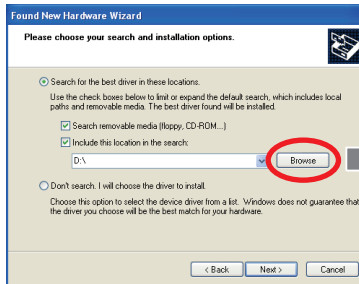 Found New Hardware Wizard
Please choose your search and installation options.
Search for the best driver in these locations.
Use the check boxes below to limit or expand the default search, which includes local
paths and removable media. The best driver found will be installed.
Search removable media (floppy, CD-ROM...)
Include this location in the search:
D:\
Browse
Don't search. I will choose the driver to install.
Choose this option to select the device driver from a list. Windows does not guarantee that
the driver you choose will be the best match for your hardware.
< Back
Next >
Cancel